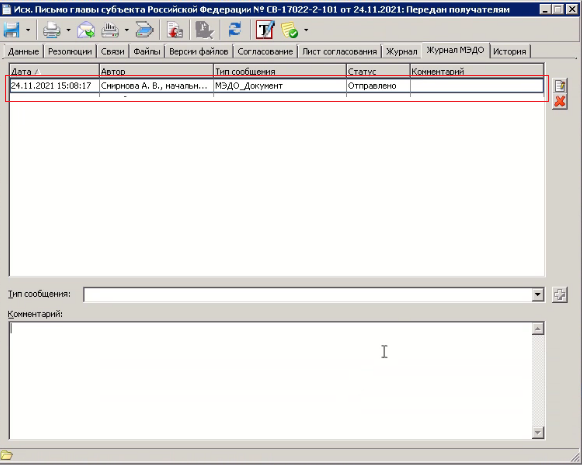 Исх. Письмо главы субъекта Российской Федерации № СВ-17022-2-101 от 24.11.2021: Передан получателям
Данные Резолюции Связи Файлы Версии файлов Согласование Лист согласования Журнал Журнал МЭДО История
Дата Автор Тип сообщения Статус Комментарий
24.11.2021 15:08:17 Смирнова А. В., начальн... МЭДО_Документ Отправлено
Тип сообщения:
Комментарий: